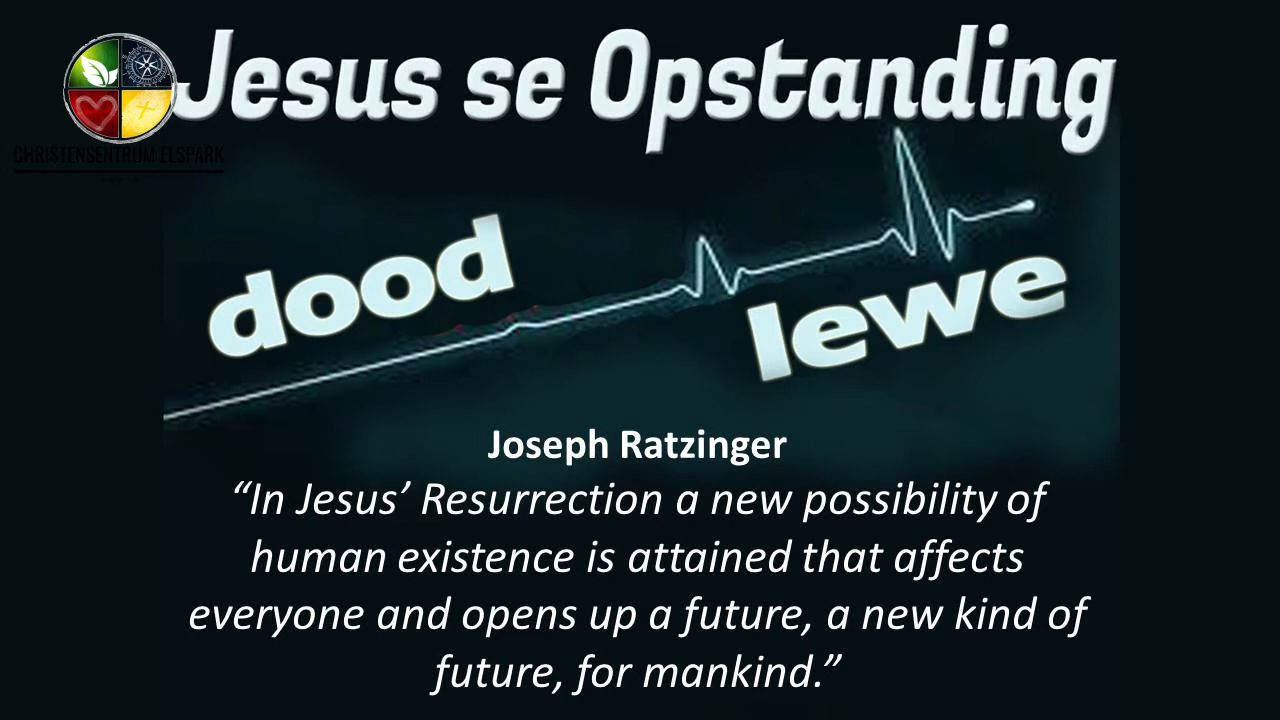 Jesus se Opstanding
CHRISTENSENTRUM ELSPARK
dood
lewe
Joseph Ratzinger
“In Jesus’ Resurrection a new possibility of
human existence is attained that affects
everyone and opens up a future, a new kind of
future, for mankind.”